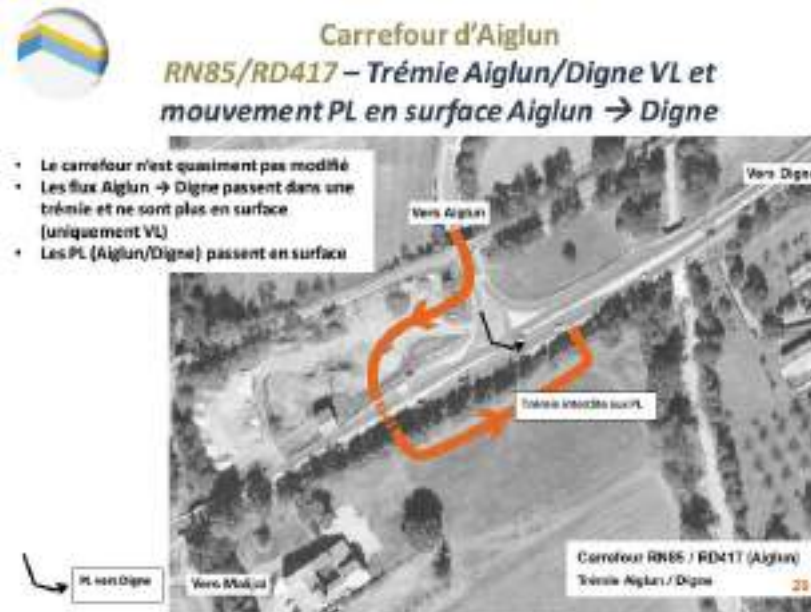 Carrefour d'Aiglun
RN85/RD417 – Trémie Aiglun/Digne VL et
mouvement PL en surface Aiglun → Digne
• Le carrefour n'est quasiment pas modifié
• Les flux Aiglun → Digne passent dans une
trémie et ne sont plus en surface
(uniquement VL)
• Les PL (Aiglun/Digne) passent en surface
Vers Digne
Vers Aiglun
Trémie interdite aux PL
PL vers Digne
Vers Malijai
Carrefour RN85 / RD417 (Aiglun)
Trémie Aiglun / Digne